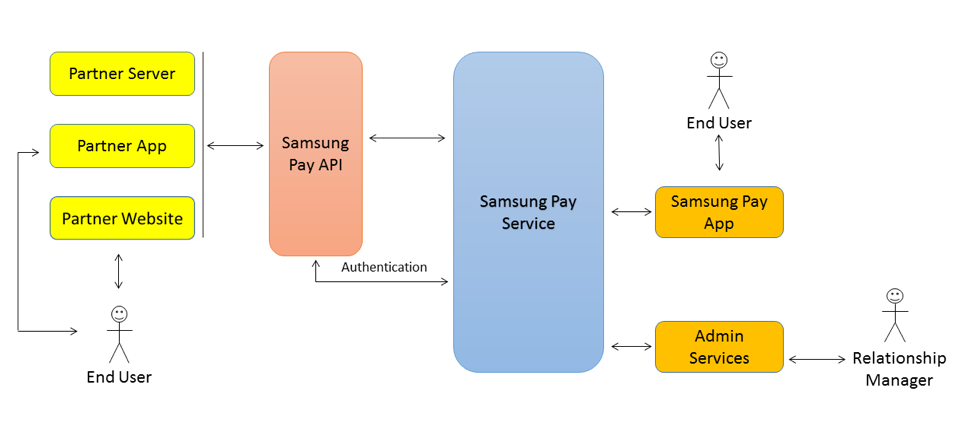 Partner Server
Partner App
Partner Website
End User
Samsung
Pay API
Authentication
Samsung Pay
Service
End User
Samsung Pay
App
Admin
Services
Relationship
Manager